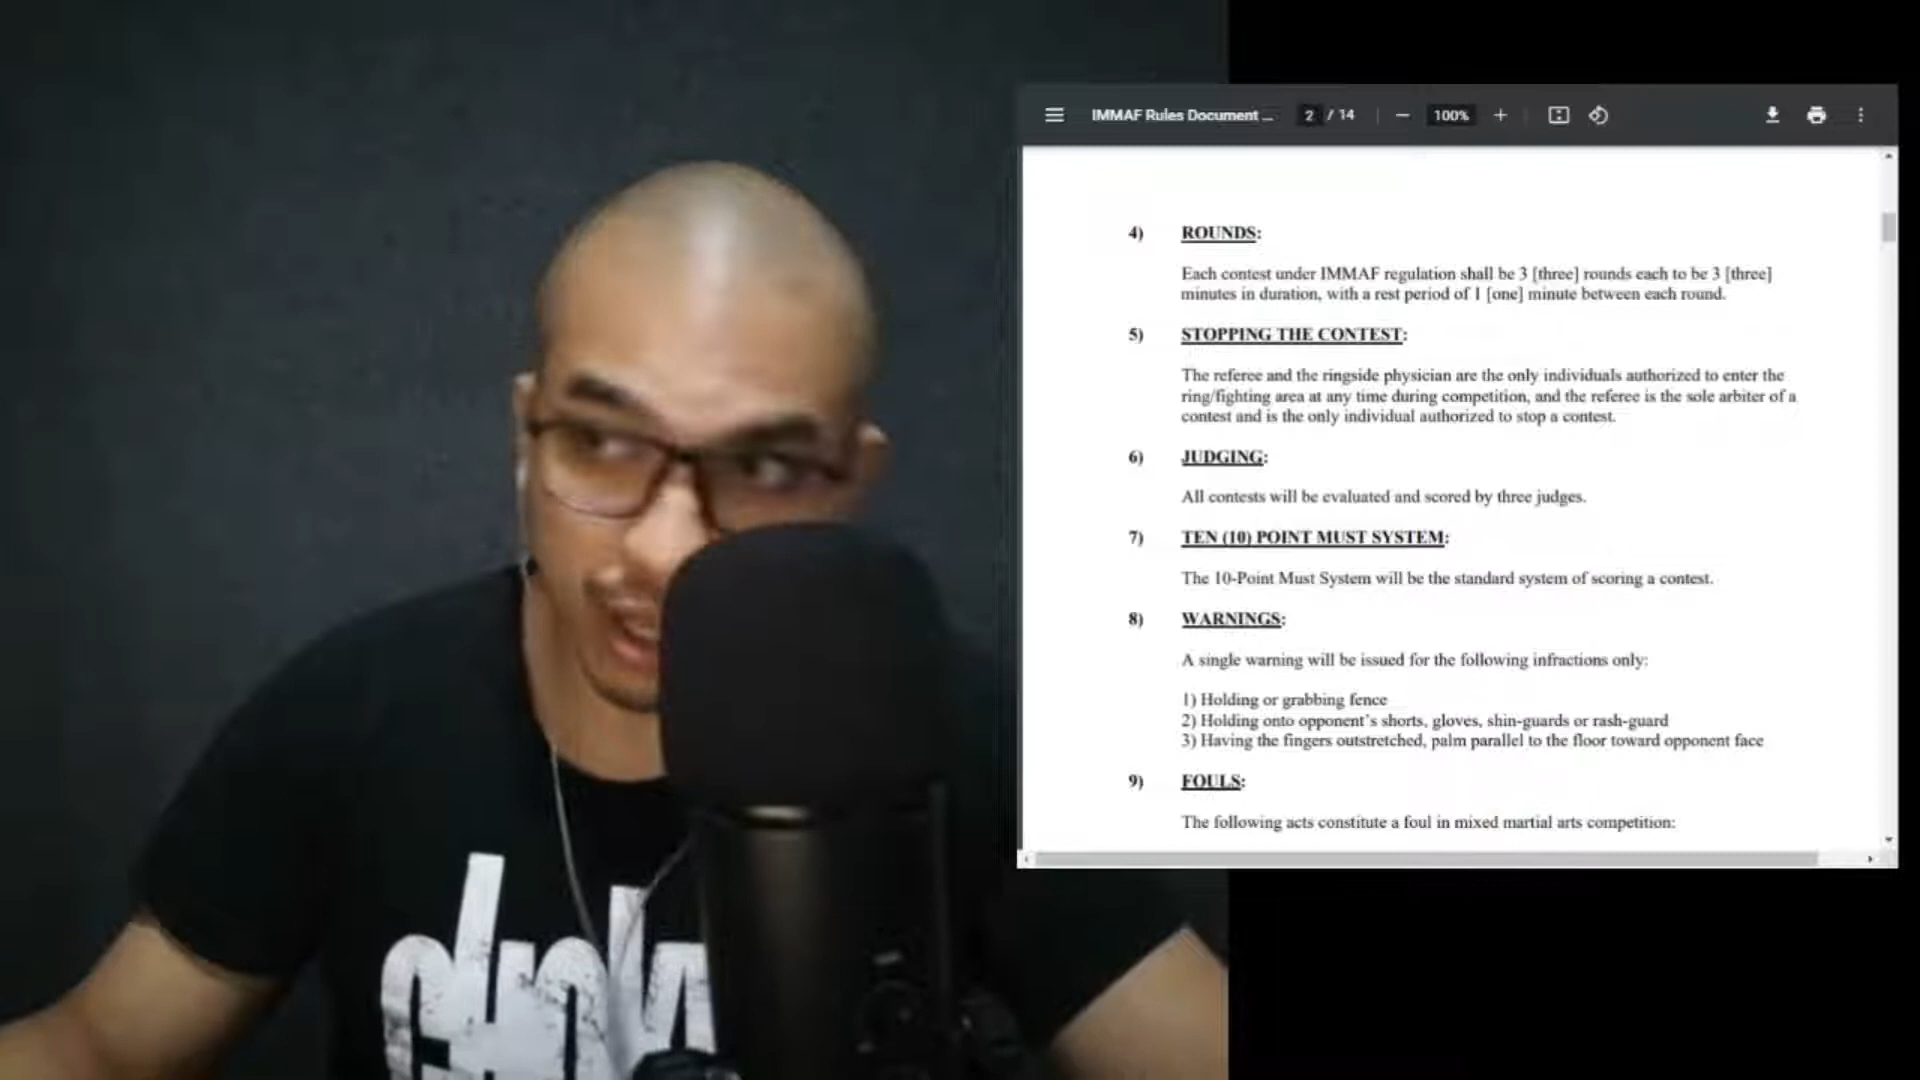 IMMAF Rules Document ...
2 / 14
100%
4) ROUNDS:
Each contest under IMMAF regulation shall be 3 [three] rounds each to be 3 [three]
minutes in duration, with a rest period of 1 [one] minute between each round.
5) STOPPING THE CONTEST:
The referee and the ringside physician are the only individuals authorized to enter the
ring/fighting area at any time during competition, and the referee is the sole arbiter of a
contest and is the only individual authorized to stop a contest.
6) JUDGING:
All contests will be evaluated and scored by three judges.
7) TEN (10) POINT MUST SYSTEM:
The 10-Point Must System will be the standard system of scoring a contest.
8) WARNINGS:
A single warning will be issued for the following infractions only:
1) Holding or grabbing fence
2) Holding onto opponent's shorts, gloves, shin-guards or rash-guard
3) Having the fingers outstretched, palm parallel to the floor toward opponent face
9) FOULS:
The following acts constitute a foul in mixed martial arts competition: